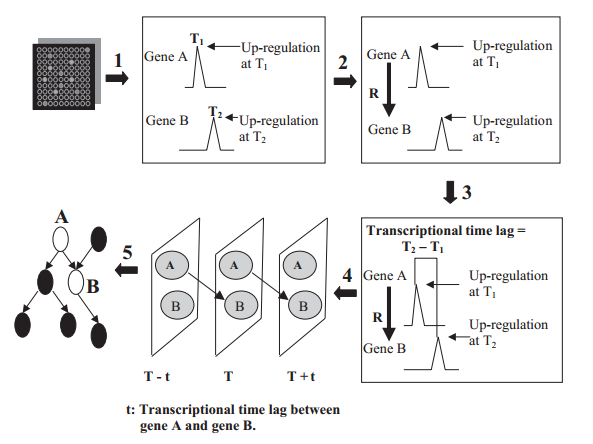 1
Gene A
T1
Up-regulation
at T1
Gene B
T2
Up-regulation
at T2
2
Gene A
Up-regulation
at T1
R
Gene B
Up-regulation
at T2
3
Transcriptional time lag =
T2 – T1
Gene A
Up-regulation
at T1
R
Gene B
Up-regulation
at T2
4
A
B
A
B
A
B
T - t
T
T + t
t: Transcriptional time lag between
gene A and gene B.
5
A
B